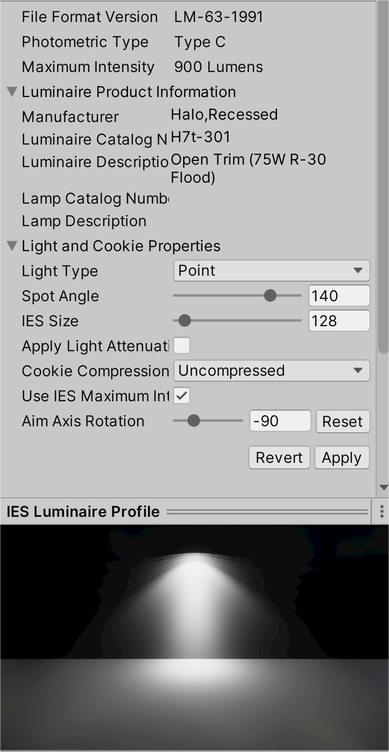 File Format Version LM-63-1991
Photometric Type Type C
Maximum Intensity 900 Lumens
Luminaire Product Information
Manufacturer Halo,Recessed
Luminaire Catalog N H7t-301
Luminaire Descriptio Open Trim (75W R-30
Flood)
Lamp Catalog Numb
Lamp Description
Light and Cookie Properties
Light Type Point
Spot Angle 140
IES Size 128
Apply Light Attenuati
Cookie Compression Uncompressed
Use IES Maximum Int
Aim Axis Rotation -90 Reset
Revert Apply
IES Luminaire Profile